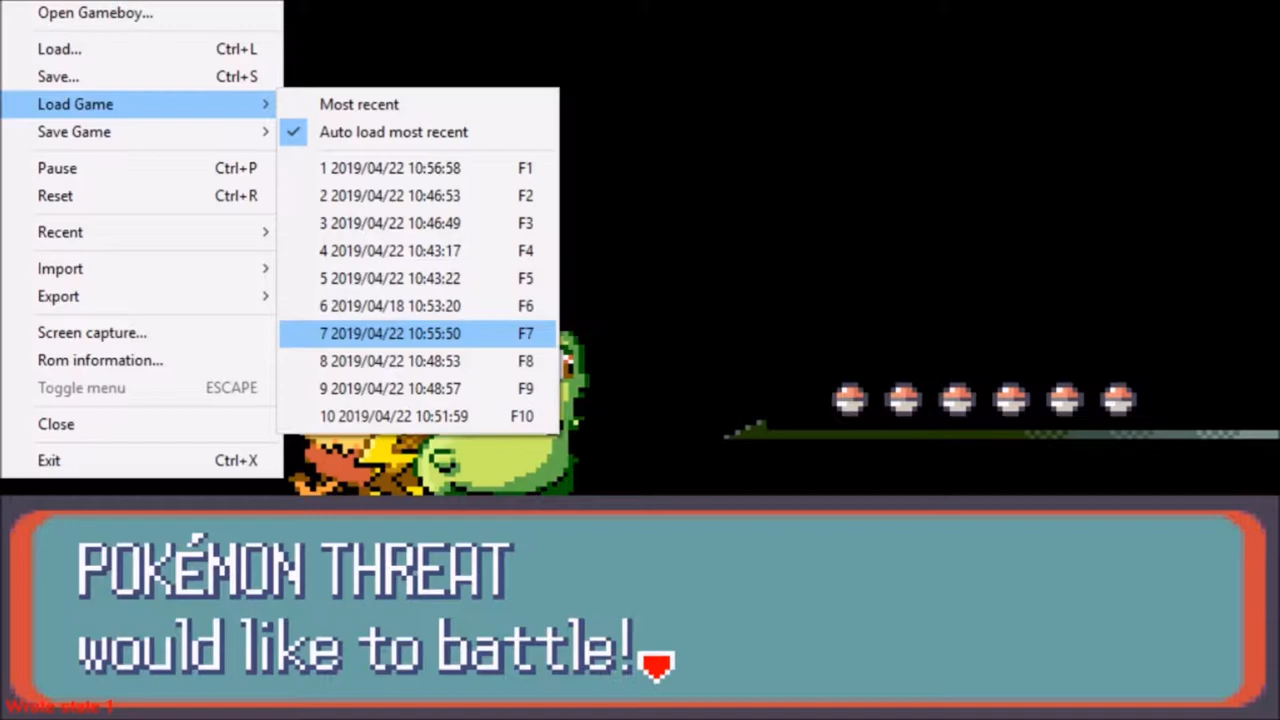 Open Gameboy...
Load... Ctrl+L
Save... Ctrl+S
Load Game
Save Game
Pause Ctrl+P
Reset Ctrl+R
Recent
Import
Export
Screen capture...
Rom information...
Toggle menu ESCAPE
Close
Exit Ctrl+X
Most recent
Auto load most recent
1 2019/04/22 10:56:58 F1
2 2019/04/22 10:46:53 F2
3 2019/04/22 10:46:49 F3
4 2019/04/22 10:43:17 F4
5 2019/04/22 10:43:22 F5
6 2019/04/18 10:53:20 F6
7 2019/04/22 10:55:50 F7
8 2019/04/22 10:48:53 F8
9 2019/04/22 10:48:57 F9
10 2019/04/22 10:51:59 F10
POKÉMON THREAT
would like to battle!
Wrote state 1